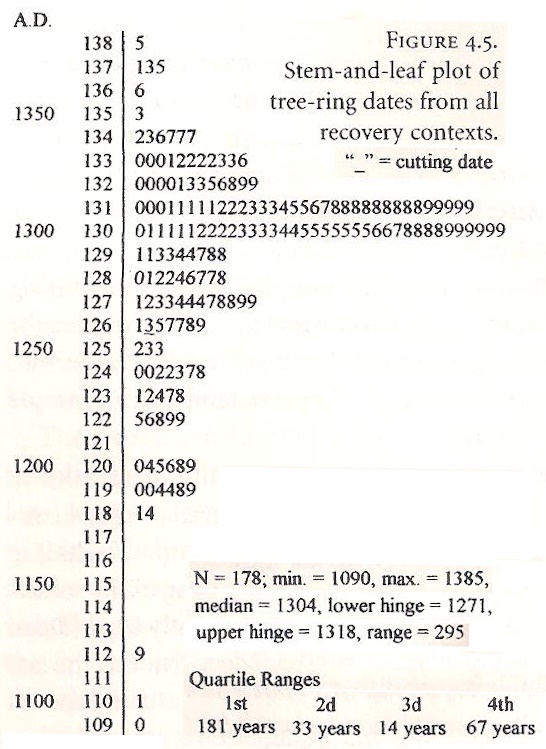 A.D.
FIGURE 4.5.
Stem-and-leaf plot of
tree-ring dates from all
recovery contexts.
“_” = cutting date
138 5
137 135
136 6
1350 135 3
134 236777
133 00012222336
132 000013356899
131 00011111122233345567888888888899999
1300 130 01111112222333344555555566788889999999
129 113344788
128 012246778
127 123344478899
126 1357789
1250 125 233
124 0022378
123 12478
122 56899
121
1200 120 045689
119 004489
118 14
117
116
1150 115
114
113
112 9
111
1100 110 1
109 0
N = 178; min. = 1090, max. = 1385,
median = 1304, lower hinge = 1271,
upper hinge = 1318, range = 295
Quartile Ranges
1st 2d 3d 4th
181 years 33 years 14 years 67 years